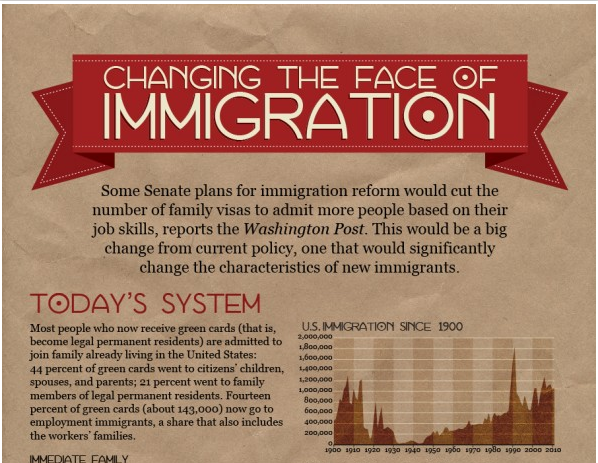 CHANGING THE FACE OF
IMMIGRATION
Some Senate plans for immigration reform would cut the
number of family visas to admit more people based on their
job skills, reports the Washington Post. This would be a big
change from current policy, one that would significantly
change the characteristics of new immigrants.
TODAY'S SYSTEM
Most people who now receive green cards (that is,
become legal permanent residents) are admitted to
join family already living in the United States:
44 percent of green cards went to citizens' children,
spouses, and parents; 21 percent went to family
members of legal permanent residents. Fourteen
percent of green cards (about 143,000) now go to
employment immigrants, a share that also includes
the workers' families.
IMMEDIATE FAMILY
U.S. IMMIGRATION SINCE 1900
2,000,000
1,800,000
1,600,000
1,400,000
1,200,000
1,000,000
800,000
600,000
400,000
200,000
0
1900 1910 1920 1930 1940 1950 1960 1970 1980 1990 2000 2010